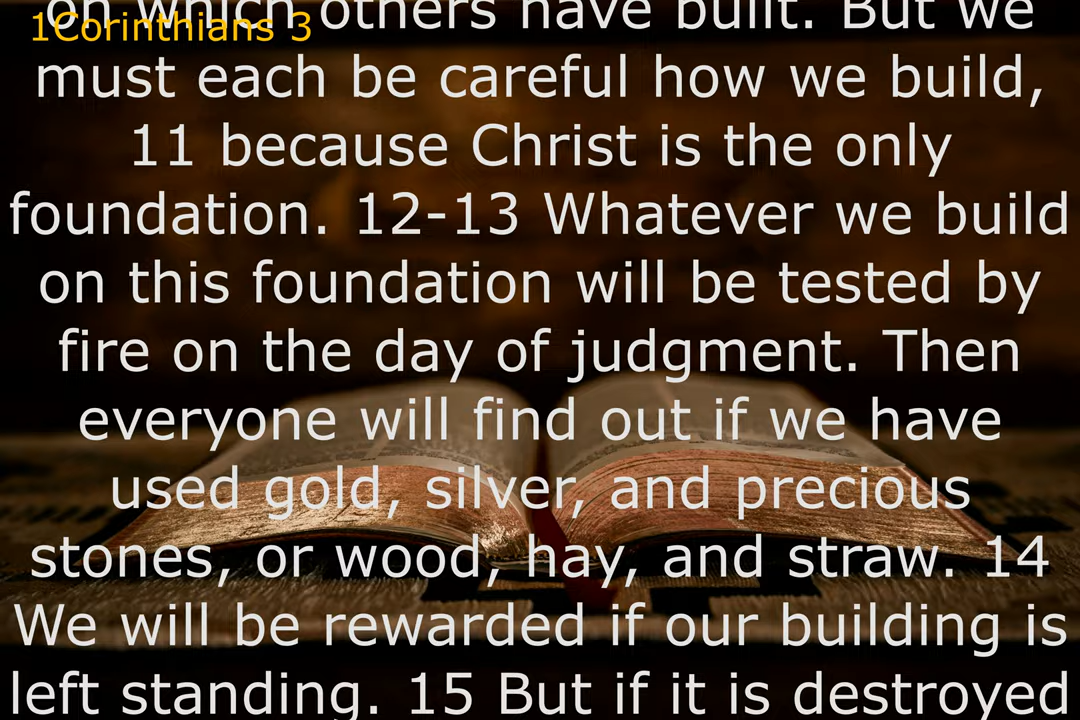 on which others have built. But we
1Corinthians 3
must each be careful how we build,
11 because Christ is the only
foundation. 12-13 Whatever we build
on this foundation will be tested by
fire on the day of judgment. Then
everyone will find out if we have
used gold, silver, and precious
stones, or wood, hay, and straw. 14
We will be rewarded if our building is
left standing. 15 But if it is destroyed